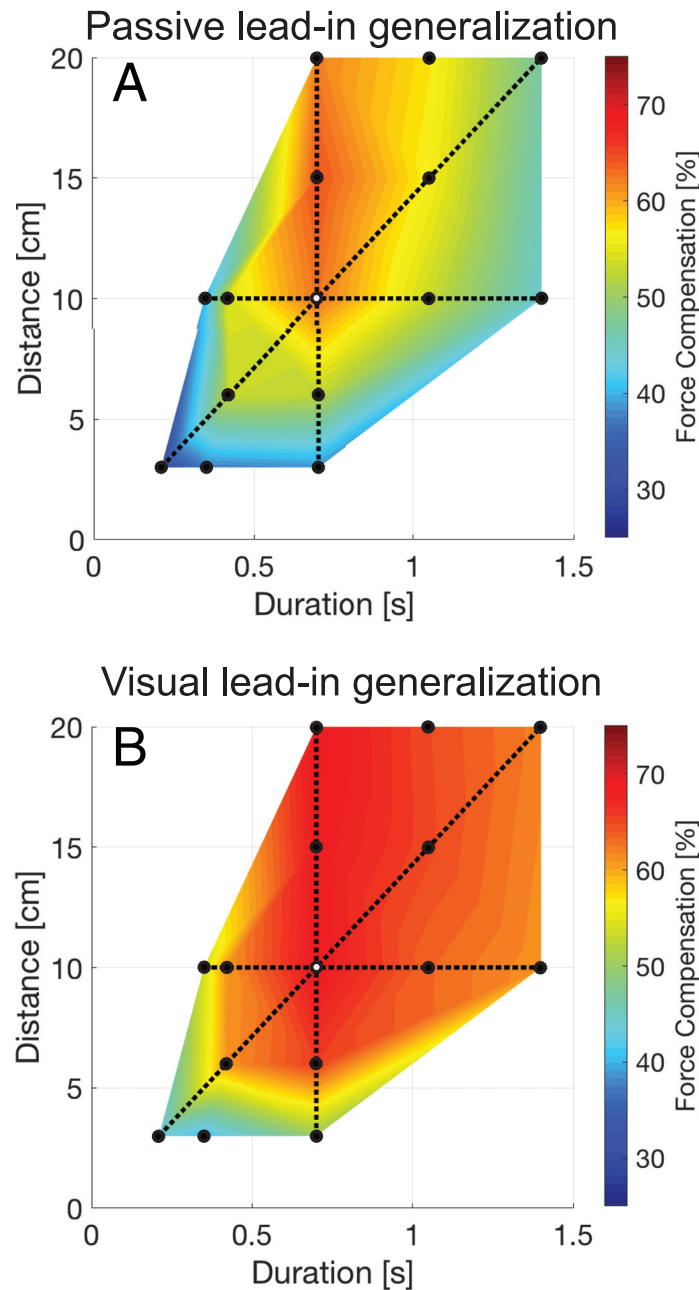 Passive lead-in generalization
A
20
15
10
5
0
Distance [cm]
0
0.5
1
1.5
Duration [s]
70
60
50
40
30
Force Compensation [%]
Visual lead-in generalization
B
20
15
10
5
0
Distance [cm]
0
0.5
1
1.5
Duration [s]
70
60
50
40
30
Force Compensation [%]